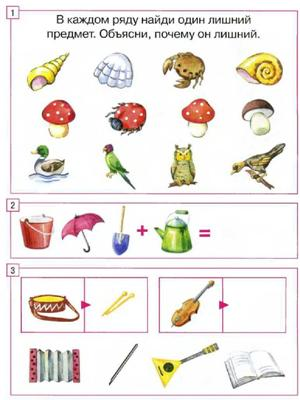 1
В каждом ряду найди один лишний
предмет. Объясни, почему он лишний.
2
+ =
3